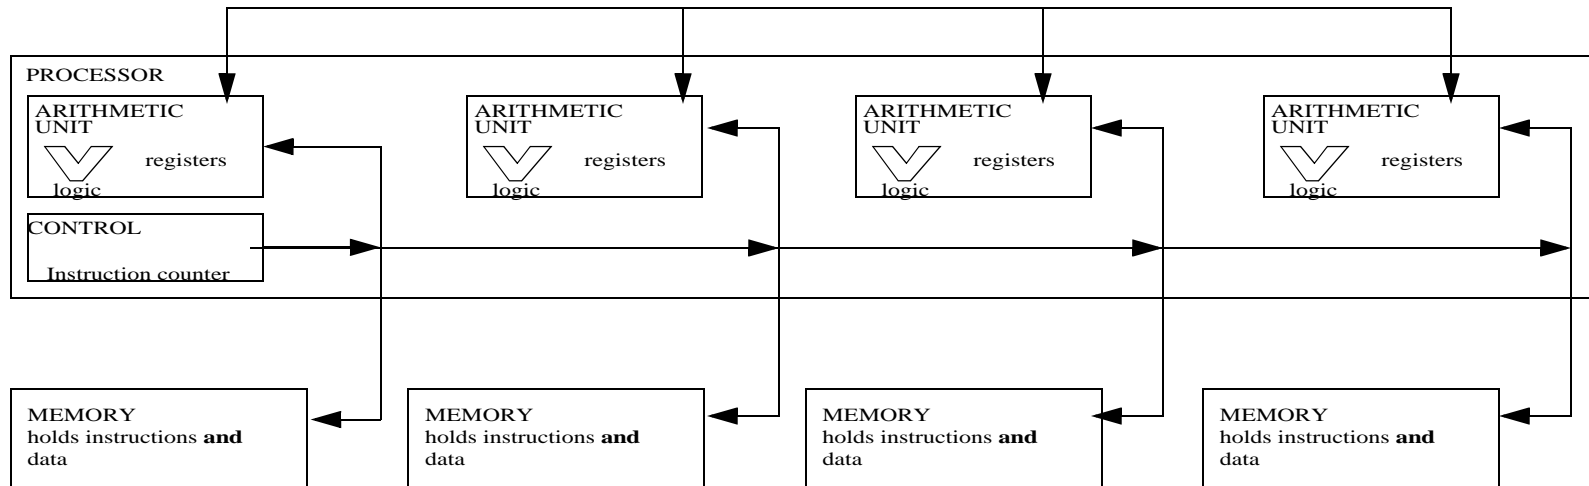 PROCESSOR
ARITHMETIC
UNIT
registers
logic
ARITHMETIC
UNIT
registers
logic
ARITHMETIC
UNIT
registers
logic
ARITHMETIC
UNIT
registers
logic
CONTROL
Instruction counter
MEMORY
holds instructions and
data
MEMORY
holds instructions and
data
MEMORY
holds instructions and
data
MEMORY
holds instructions and
data